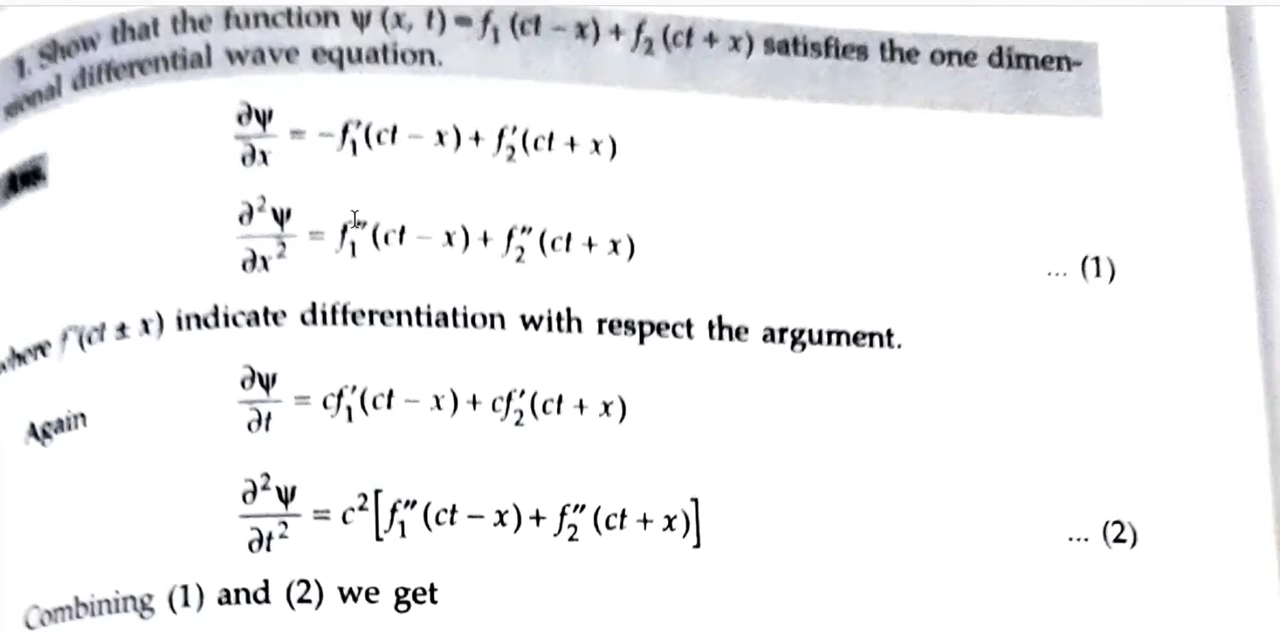 1. Show that the function ψ (x, t) = f₁ (ct − x) + f₂ (ct + x) satisfies the one dimen-
sional differential wave equation.
∂ψ/∂x = −f₁′(ct − x) + f₂′(ct + x)
Ans.
∂²ψ/∂x² = f₁″(ct − x) + f₂″(ct + x) ... (1)
where f′(ct ± x) indicate differentiation with respect the argument.
Again ∂ψ/∂t = cf₁′(ct − x) + cf₂′(ct + x)
∂²ψ/∂t² = c²[f₁″(ct − x) + f₂″(ct + x)] ... (2)
Combining (1) and (2) we get